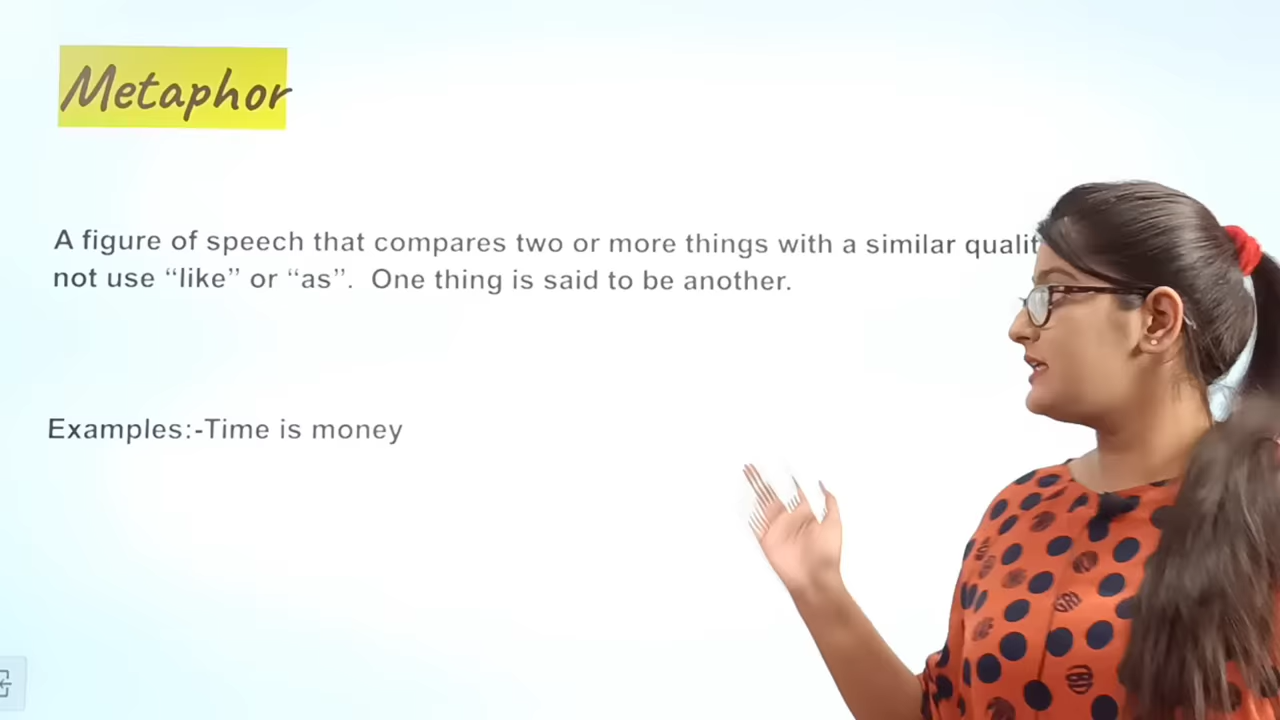 Metaphor
A figure of speech that compares two or more things with a similar
not use “like” or “as”. One thing is said to be another.
Examples:-Time is money